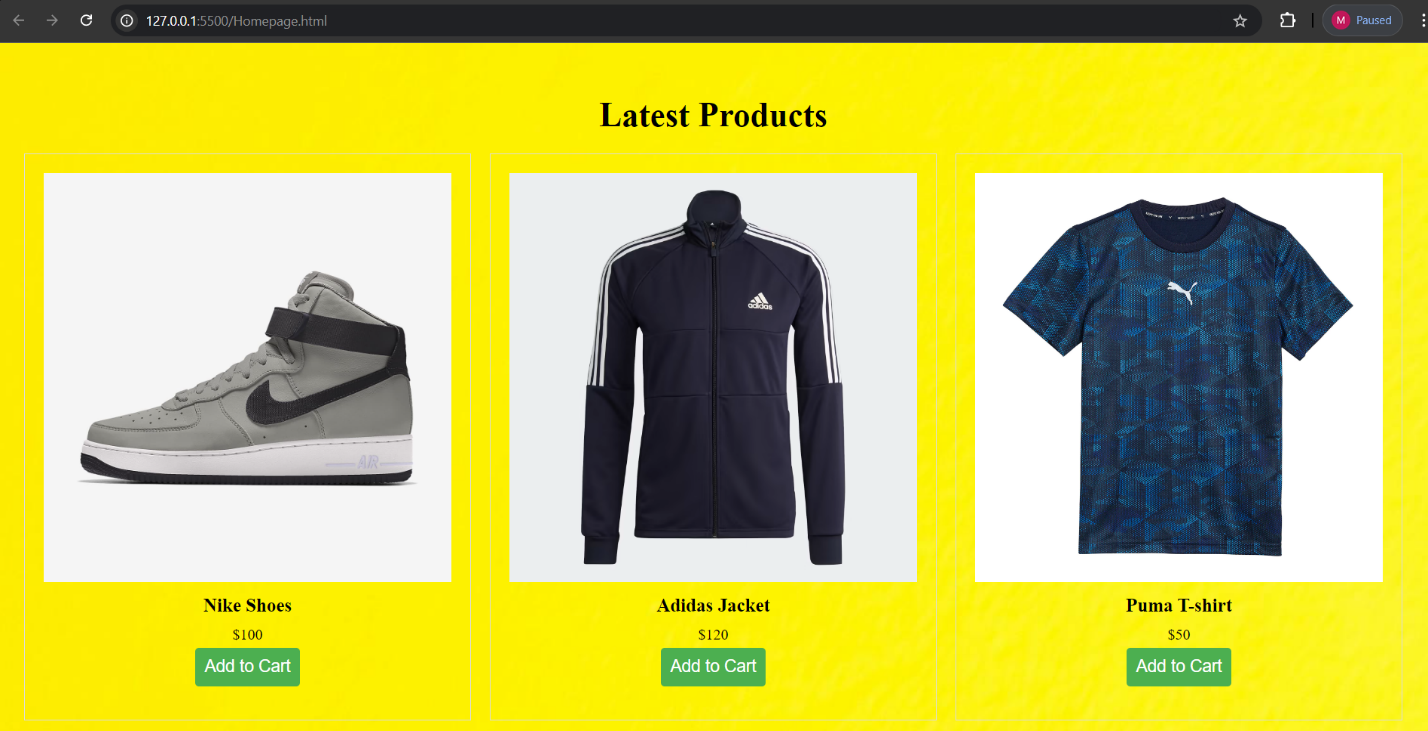 127.0.0.1:5500/Homepage.html
M Paused
Latest Products
AIR
adidas
Nike Shoes
Adidas Jacket
Puma T-shirt
$100
$120
$50
Add to Cart
Add to Cart
Add to Cart